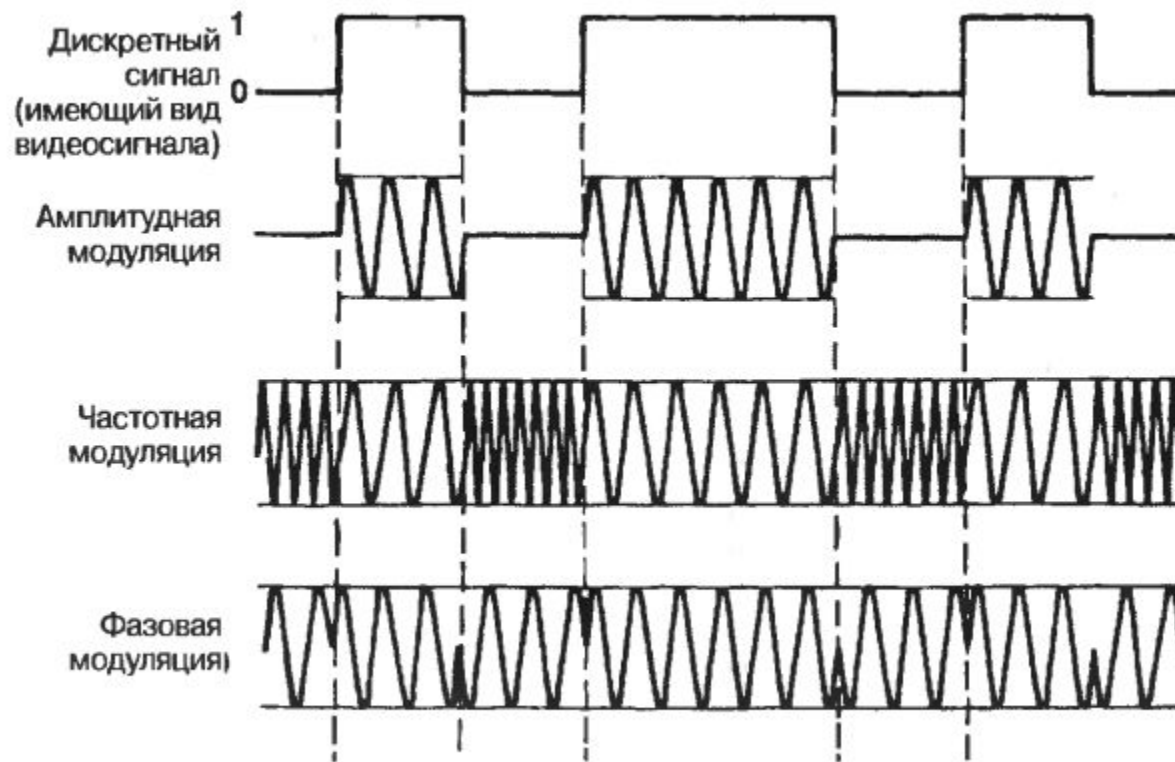 Дискретный
сигнал
(имеющий вид
видеосигнала)
1
0
Амплитудная
модуляция
Частотная
модуляция
Фазовая
модуляция)